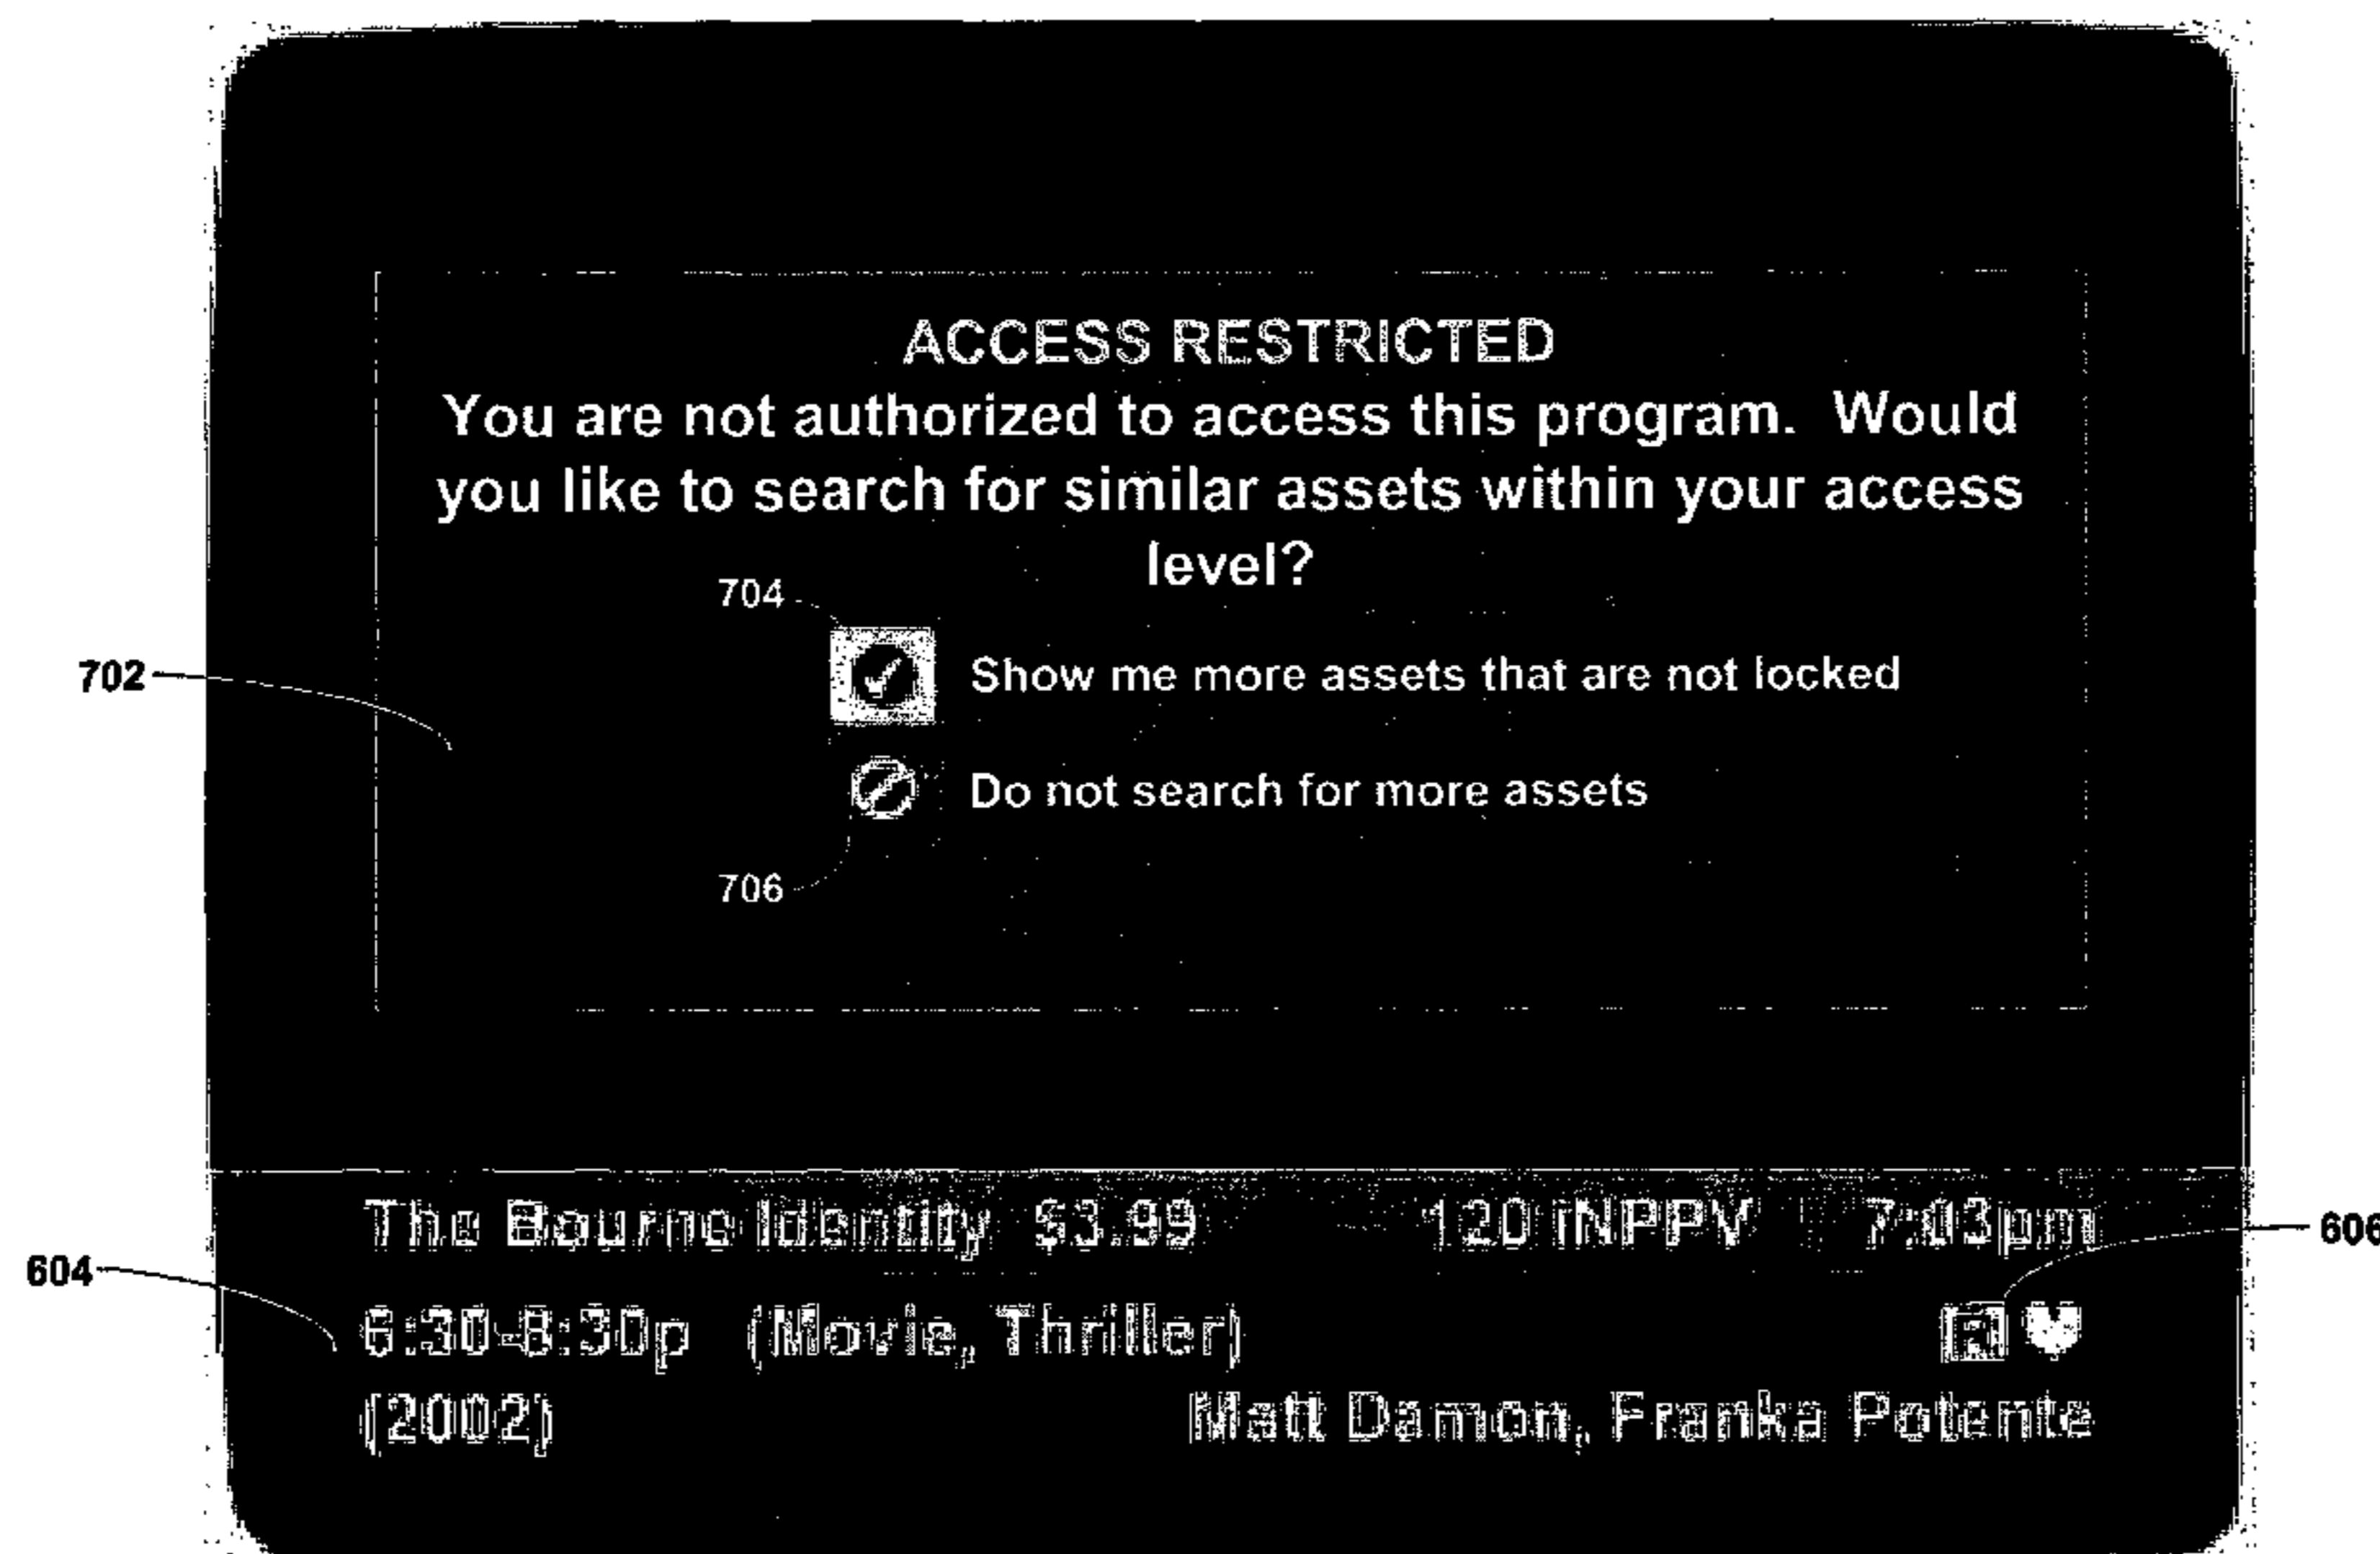 ACCESS RESTRICTED
You are not authorized to access this program. Would
you like to search for similar assets within your access
level?
704
702
Show me more assets that are not locked
Do not search for more assets
706
The Bourne Identity $3.99 120 iNPPV 7:03pm
606
604
6:30-8:30p (Movie, Thriller)
(2002) Matt Damon, Franka Potente